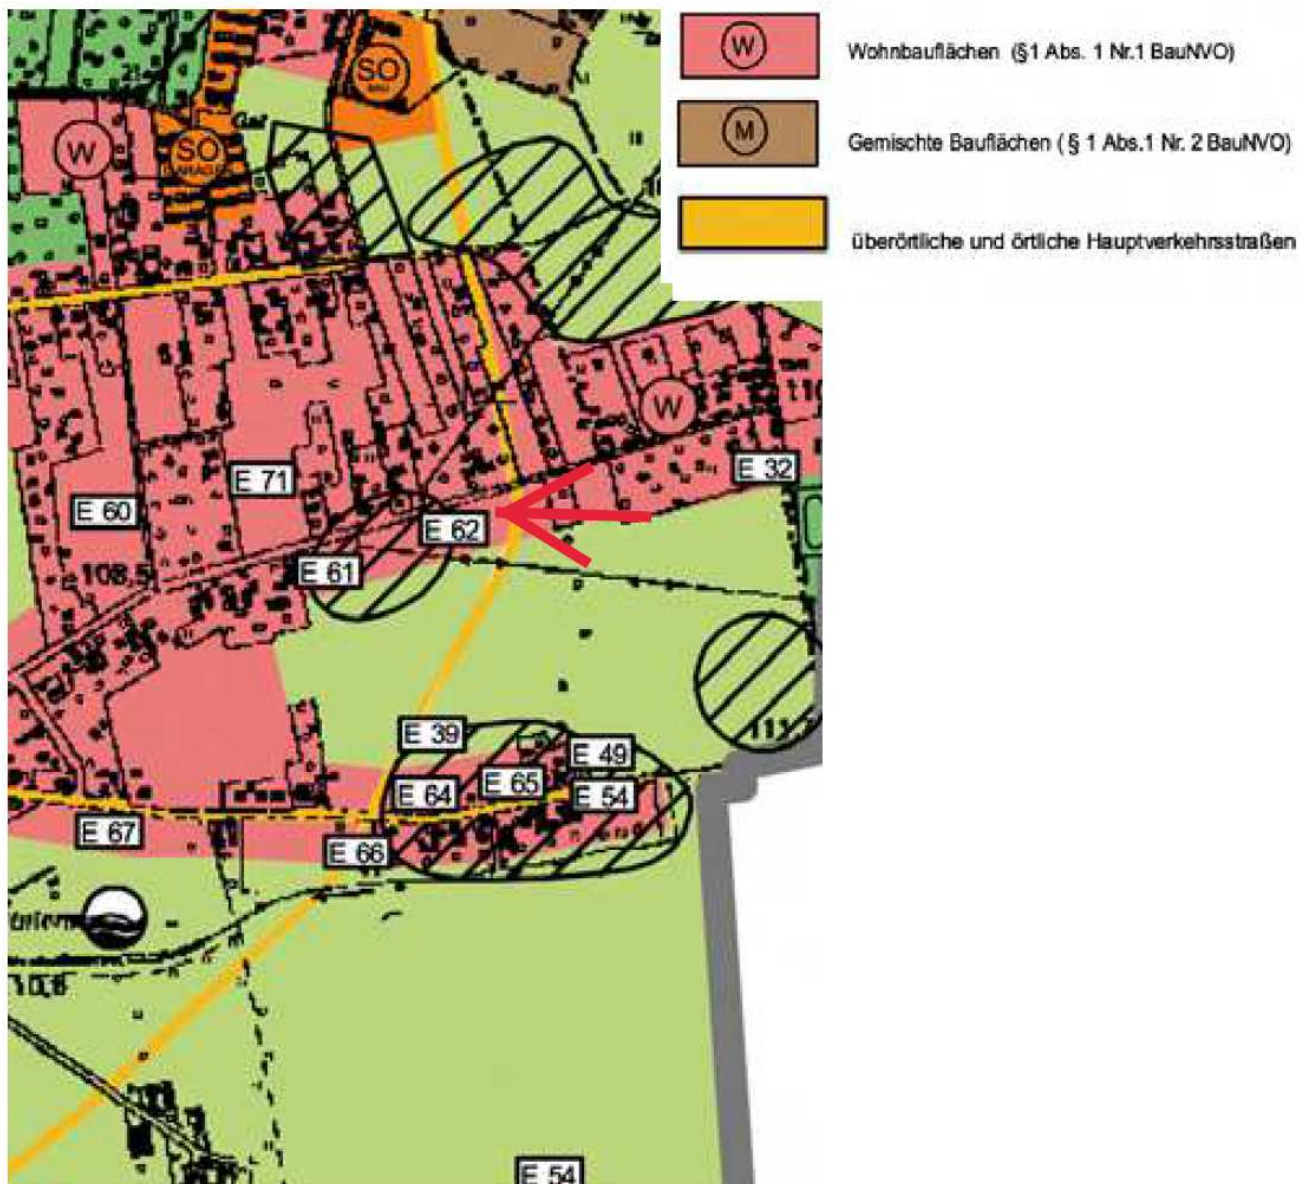 W
Wohnbauflächen (§1 Abs. 1 Nr.1 BauNVO)
M
Gemischte Bauflächen ( § 1 Abs.1 Nr. 2 BauNVO)
überörtliche und örtliche Hauptverkehrsstraßen
SO
W
SO
W
E 32
E 71
E 60
E 62
E 61
108,5
E 39
E 49
E 65
E 64
E 54
E 67
E 66
E 54